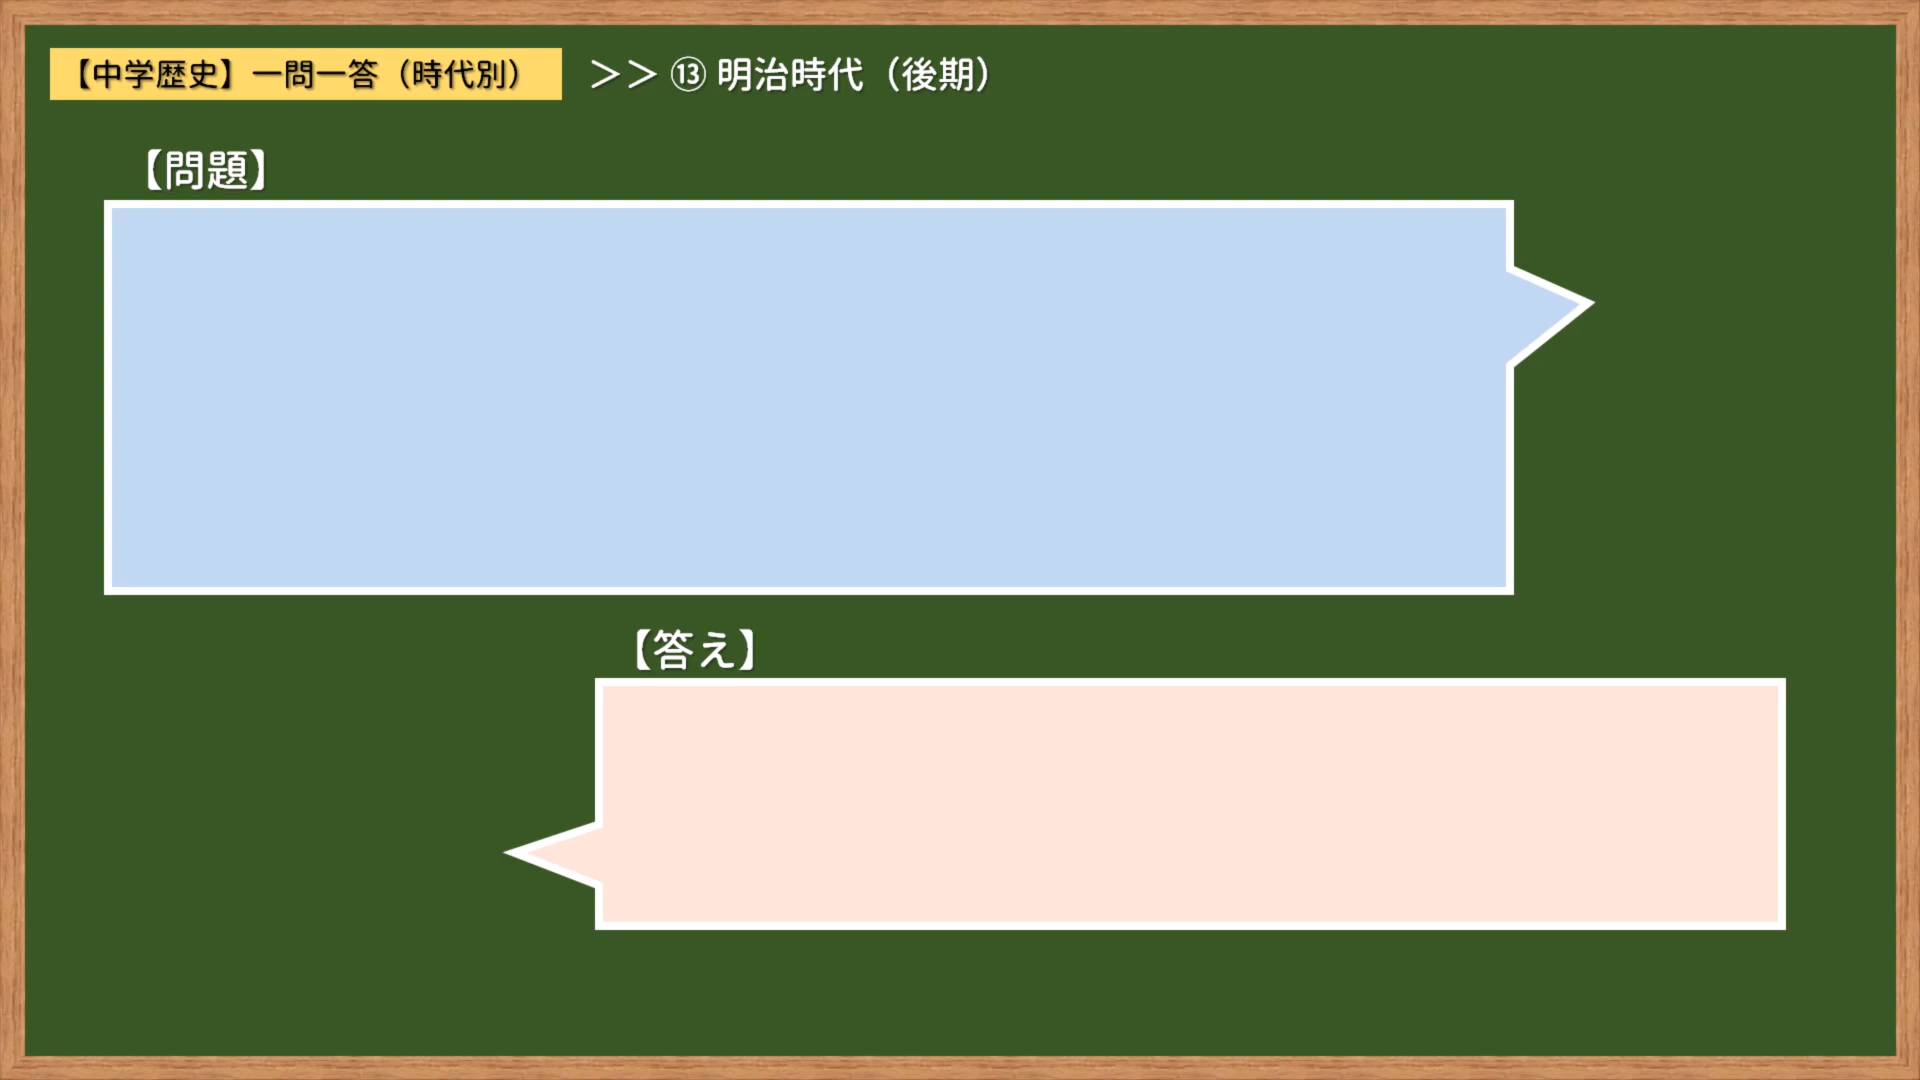 【中学歴史】一問一答（時代別）
＞＞ ⑬ 明治時代（後期）
【問題】
【答え】